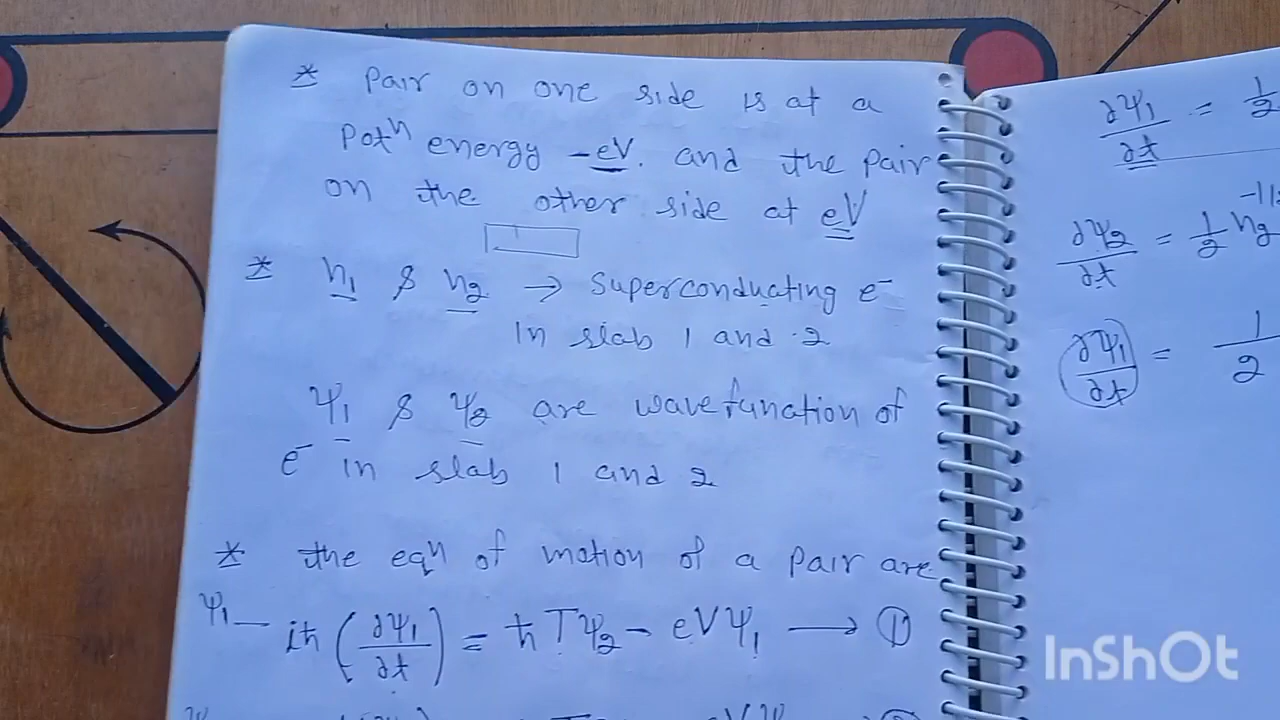 * Pair on one side is at a
Potⁿ energy -eV. and the pair
on the other side at eV
* n₁ & n₂ → Superconducting e⁻
in slab 1 and 2
ψ₁ & ψ₂ are wavefunation of
e⁻ in slab 1 and 2
* the eqⁿ of motion of a pair are
ψ₁— iħ (∂ψ₁/∂t) = ħTψ₂ - eVψ₁ → ①
∂ψ₁/∂t = 1/2
∂ψ₂/∂t = 1/2 n₂
∂ψ₁/∂t = 1/2
InShOt